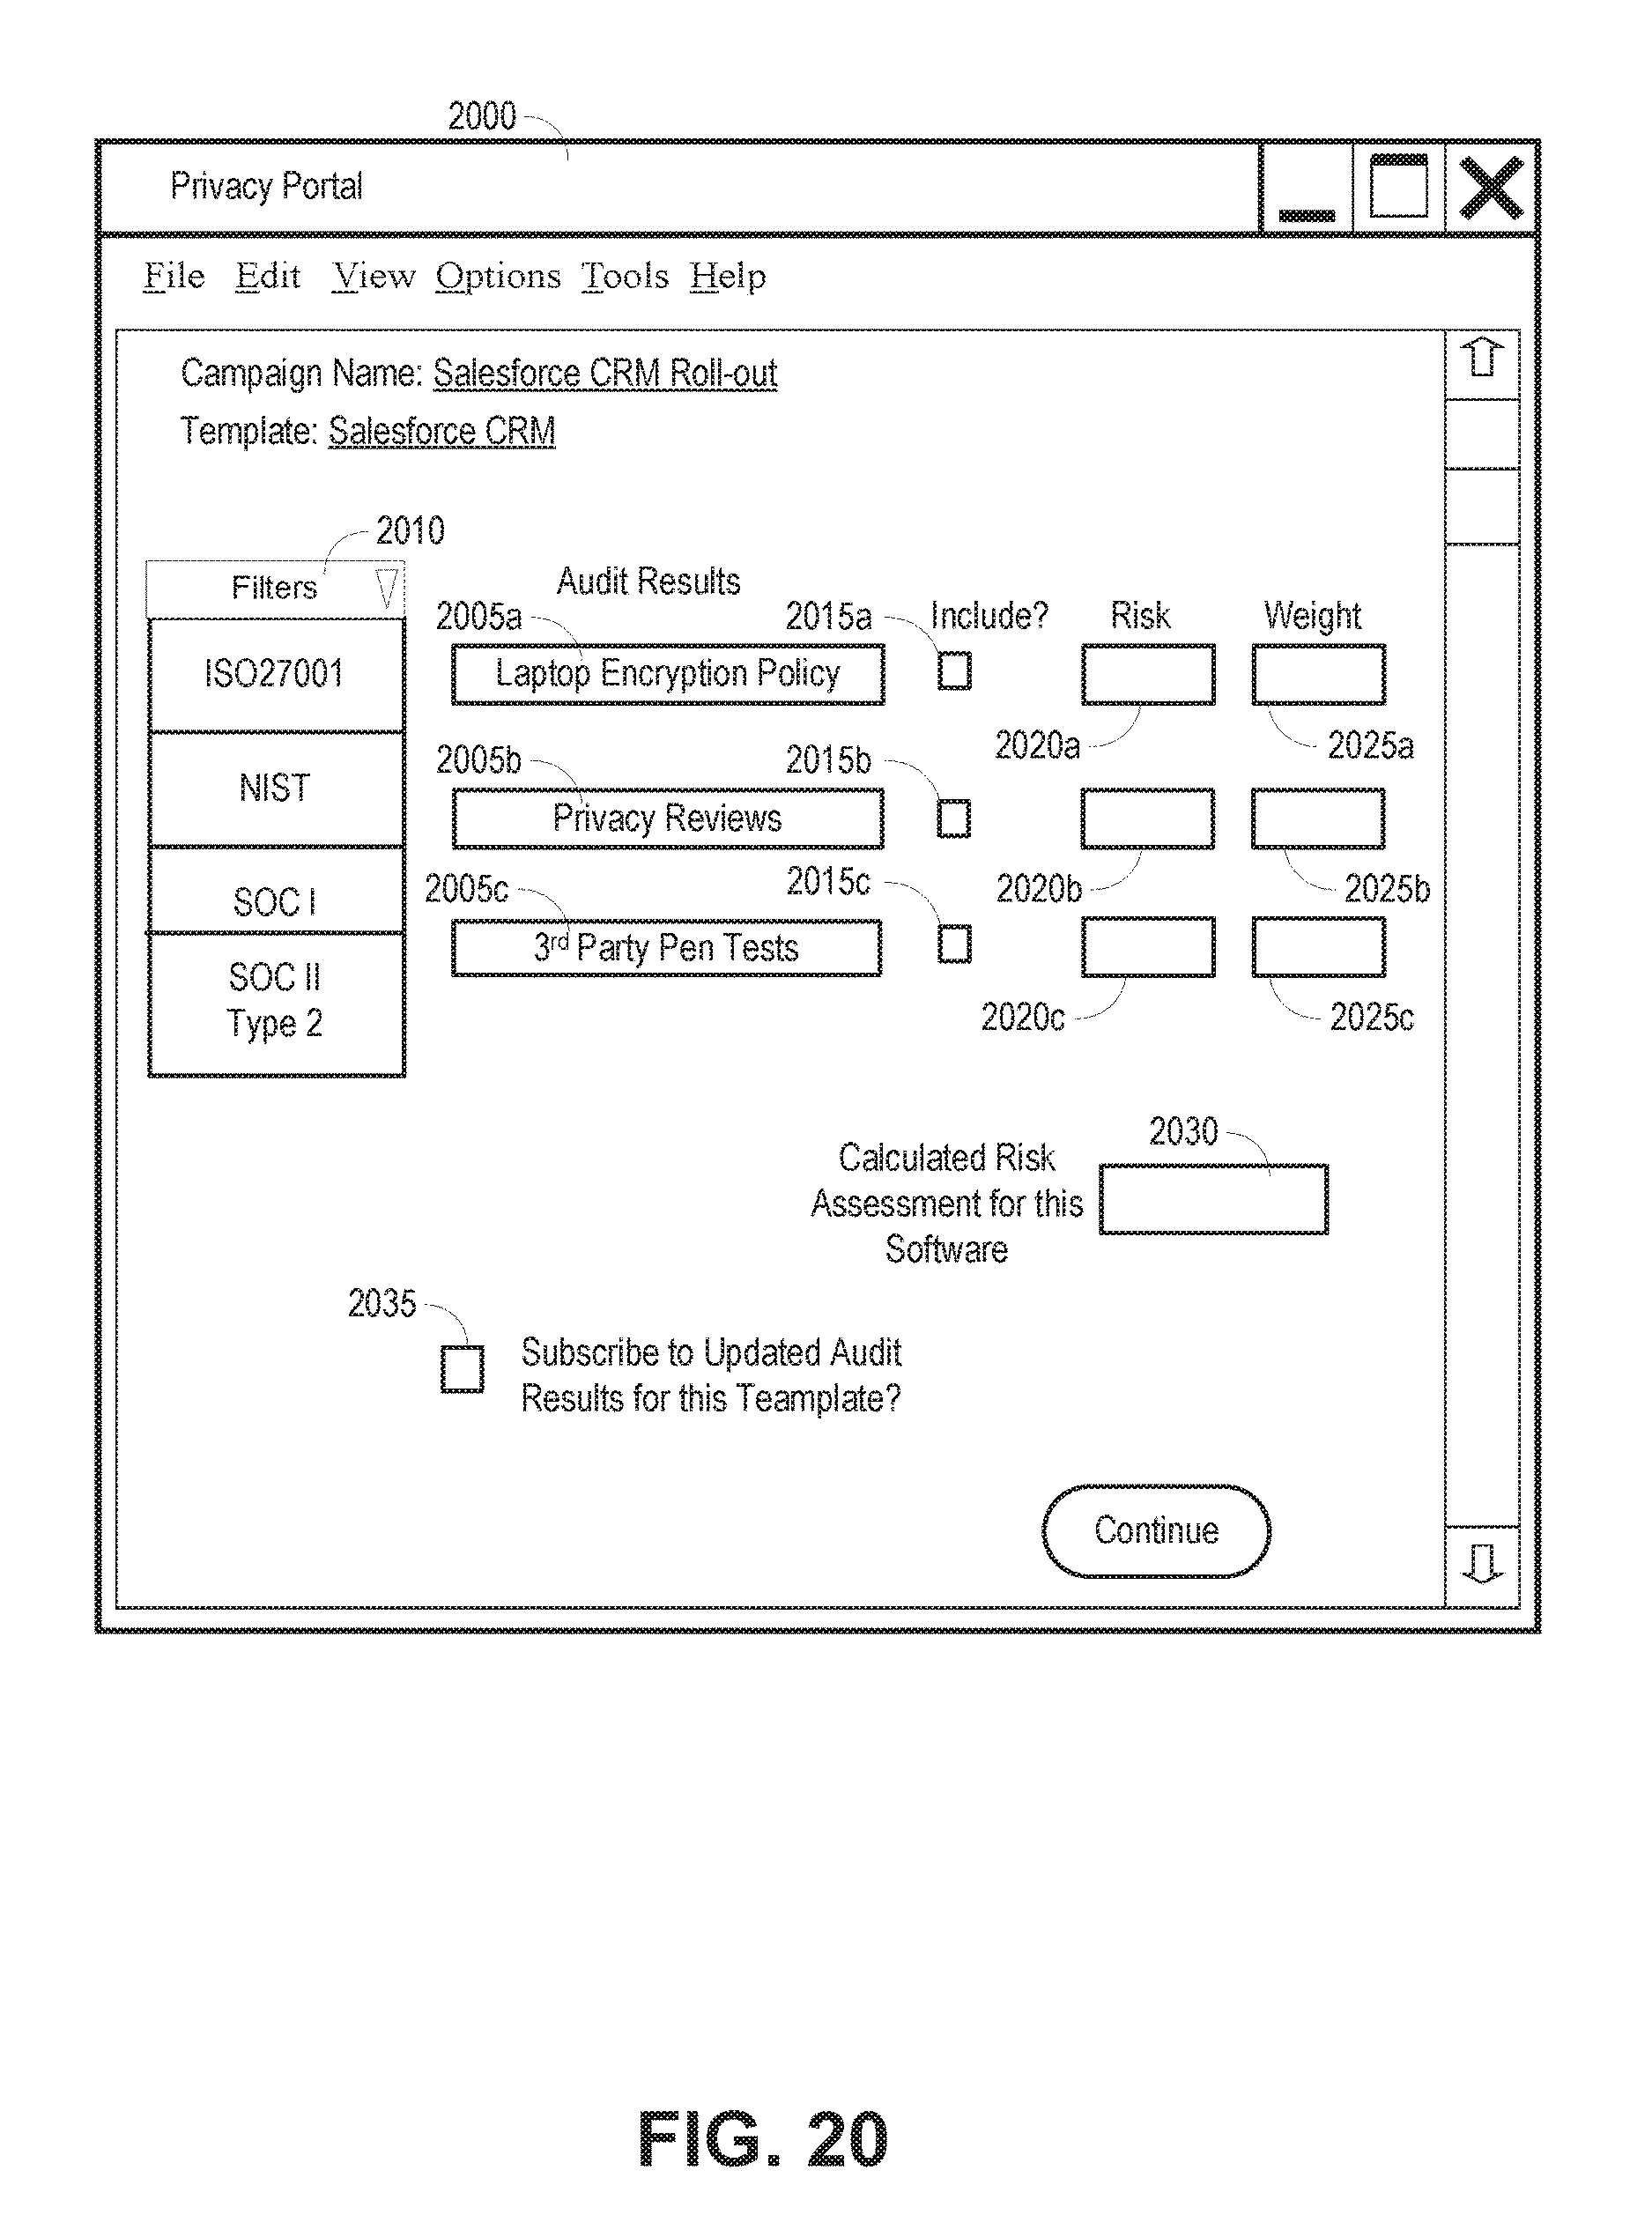 2000
Privacy Portal
File Edit View Options Tools Help
Campaign Name: Salesforce CRM Roll-out
Template: Salesforce CRM
2010
Filters
ISO27001
NIST
SOC I
SOC II
Type 2
Audit Results
2005a
2015a
Include?
Risk
Weight
Laptop Encryption Policy
2020a
2025a
2005b
2015b
Privacy Reviews
2020b
2025b
2005c
2015c
3rd Party Pen Tests
2020c
2025c
2030
Calculated Risk
Assessment for this
Software
2035
Subscribe to Updated Audit
Results for this Teamplate?
Continue
FIG. 20